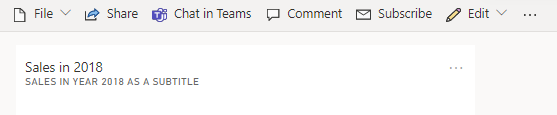 File Share Chat in Teams Comment Subscribe Edit ...
Sales in 2018 ...
SALES IN YEAR 2018 AS A SUBTITLE